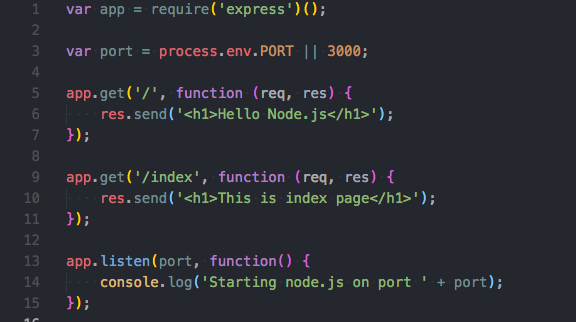 1 var app = require('express')();
2
3 var port = process.env.PORT || 3000;
4
5 app.get('/', function (req, res) {
6     res.send('<h1>Hello Node.js</h1>');
7 });
8
9 app.get('/index', function (req, res) {
10     res.send('<h1>This is index page</h1>');
11 });
12
13 app.listen(port, function() {
14     console.log('Starting node.js on port ' + port);
15 });
16